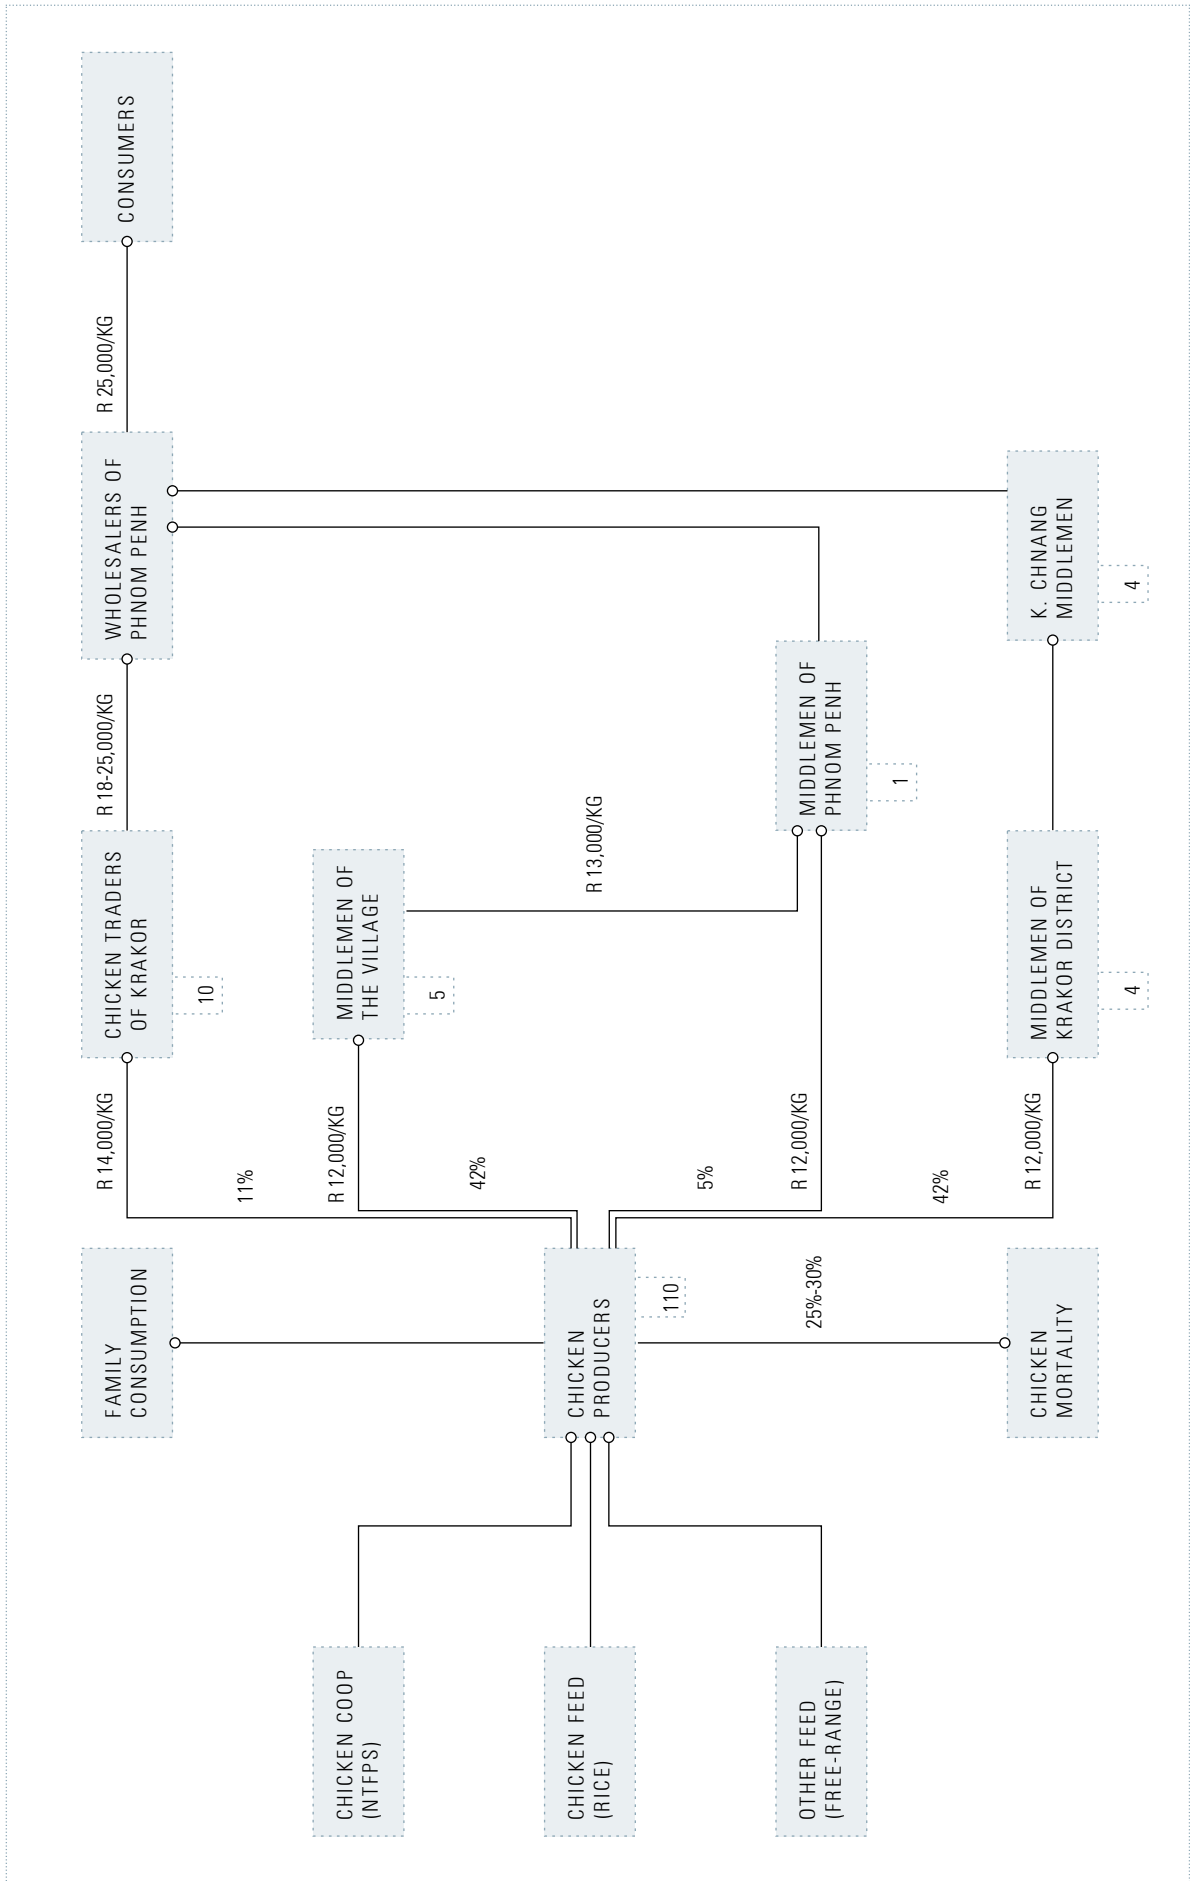 CHICKEN COOP
(NTFPS)
CHICKEN FEED
(RICE)
OTHER FEED
(FREE-RANGE)
FAMILY
CONSUMPTION
CHICKEN
PRODUCERS
110
25%-30%
CHICKEN
MORTALITY
R 14,000/KG
11%
R 12,000/KG
42%
5%
R 12,000/KG
42%
R 12,000/KG
CHICKEN TRADERS
OF KRAKOR
10
MIDDLEMEN OF
THE VILLAGE
5
R 13,000/KG
MIDDLEMEN OF
KRAKOR DISTRICT
4
R 18-25,000/KG
MIDDLEMEN OF
PHNOM PENH
1
WHOLESALERS OF
PHNOM PENH
K. CHNANG
MIDDLEMEN
4
R 25,000/KG
CONSUMERS